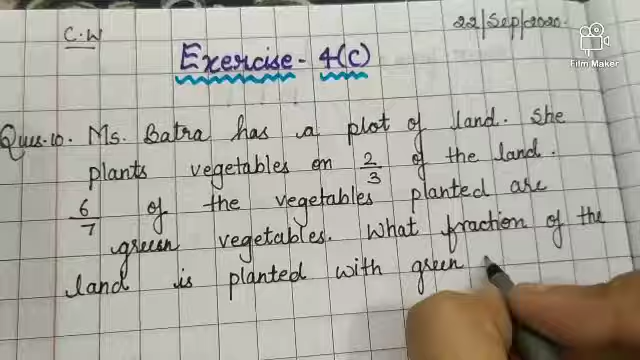 C.W
22/Sep/2020.
Exercise - 4(C)
Film Maker
Ques.10. Ms. Batra has a plot of land. She
plants vegetables on 2/3 of the land.
6/7 of the vegetables planted are
green vegetables. What fraction of the
land is planted with green